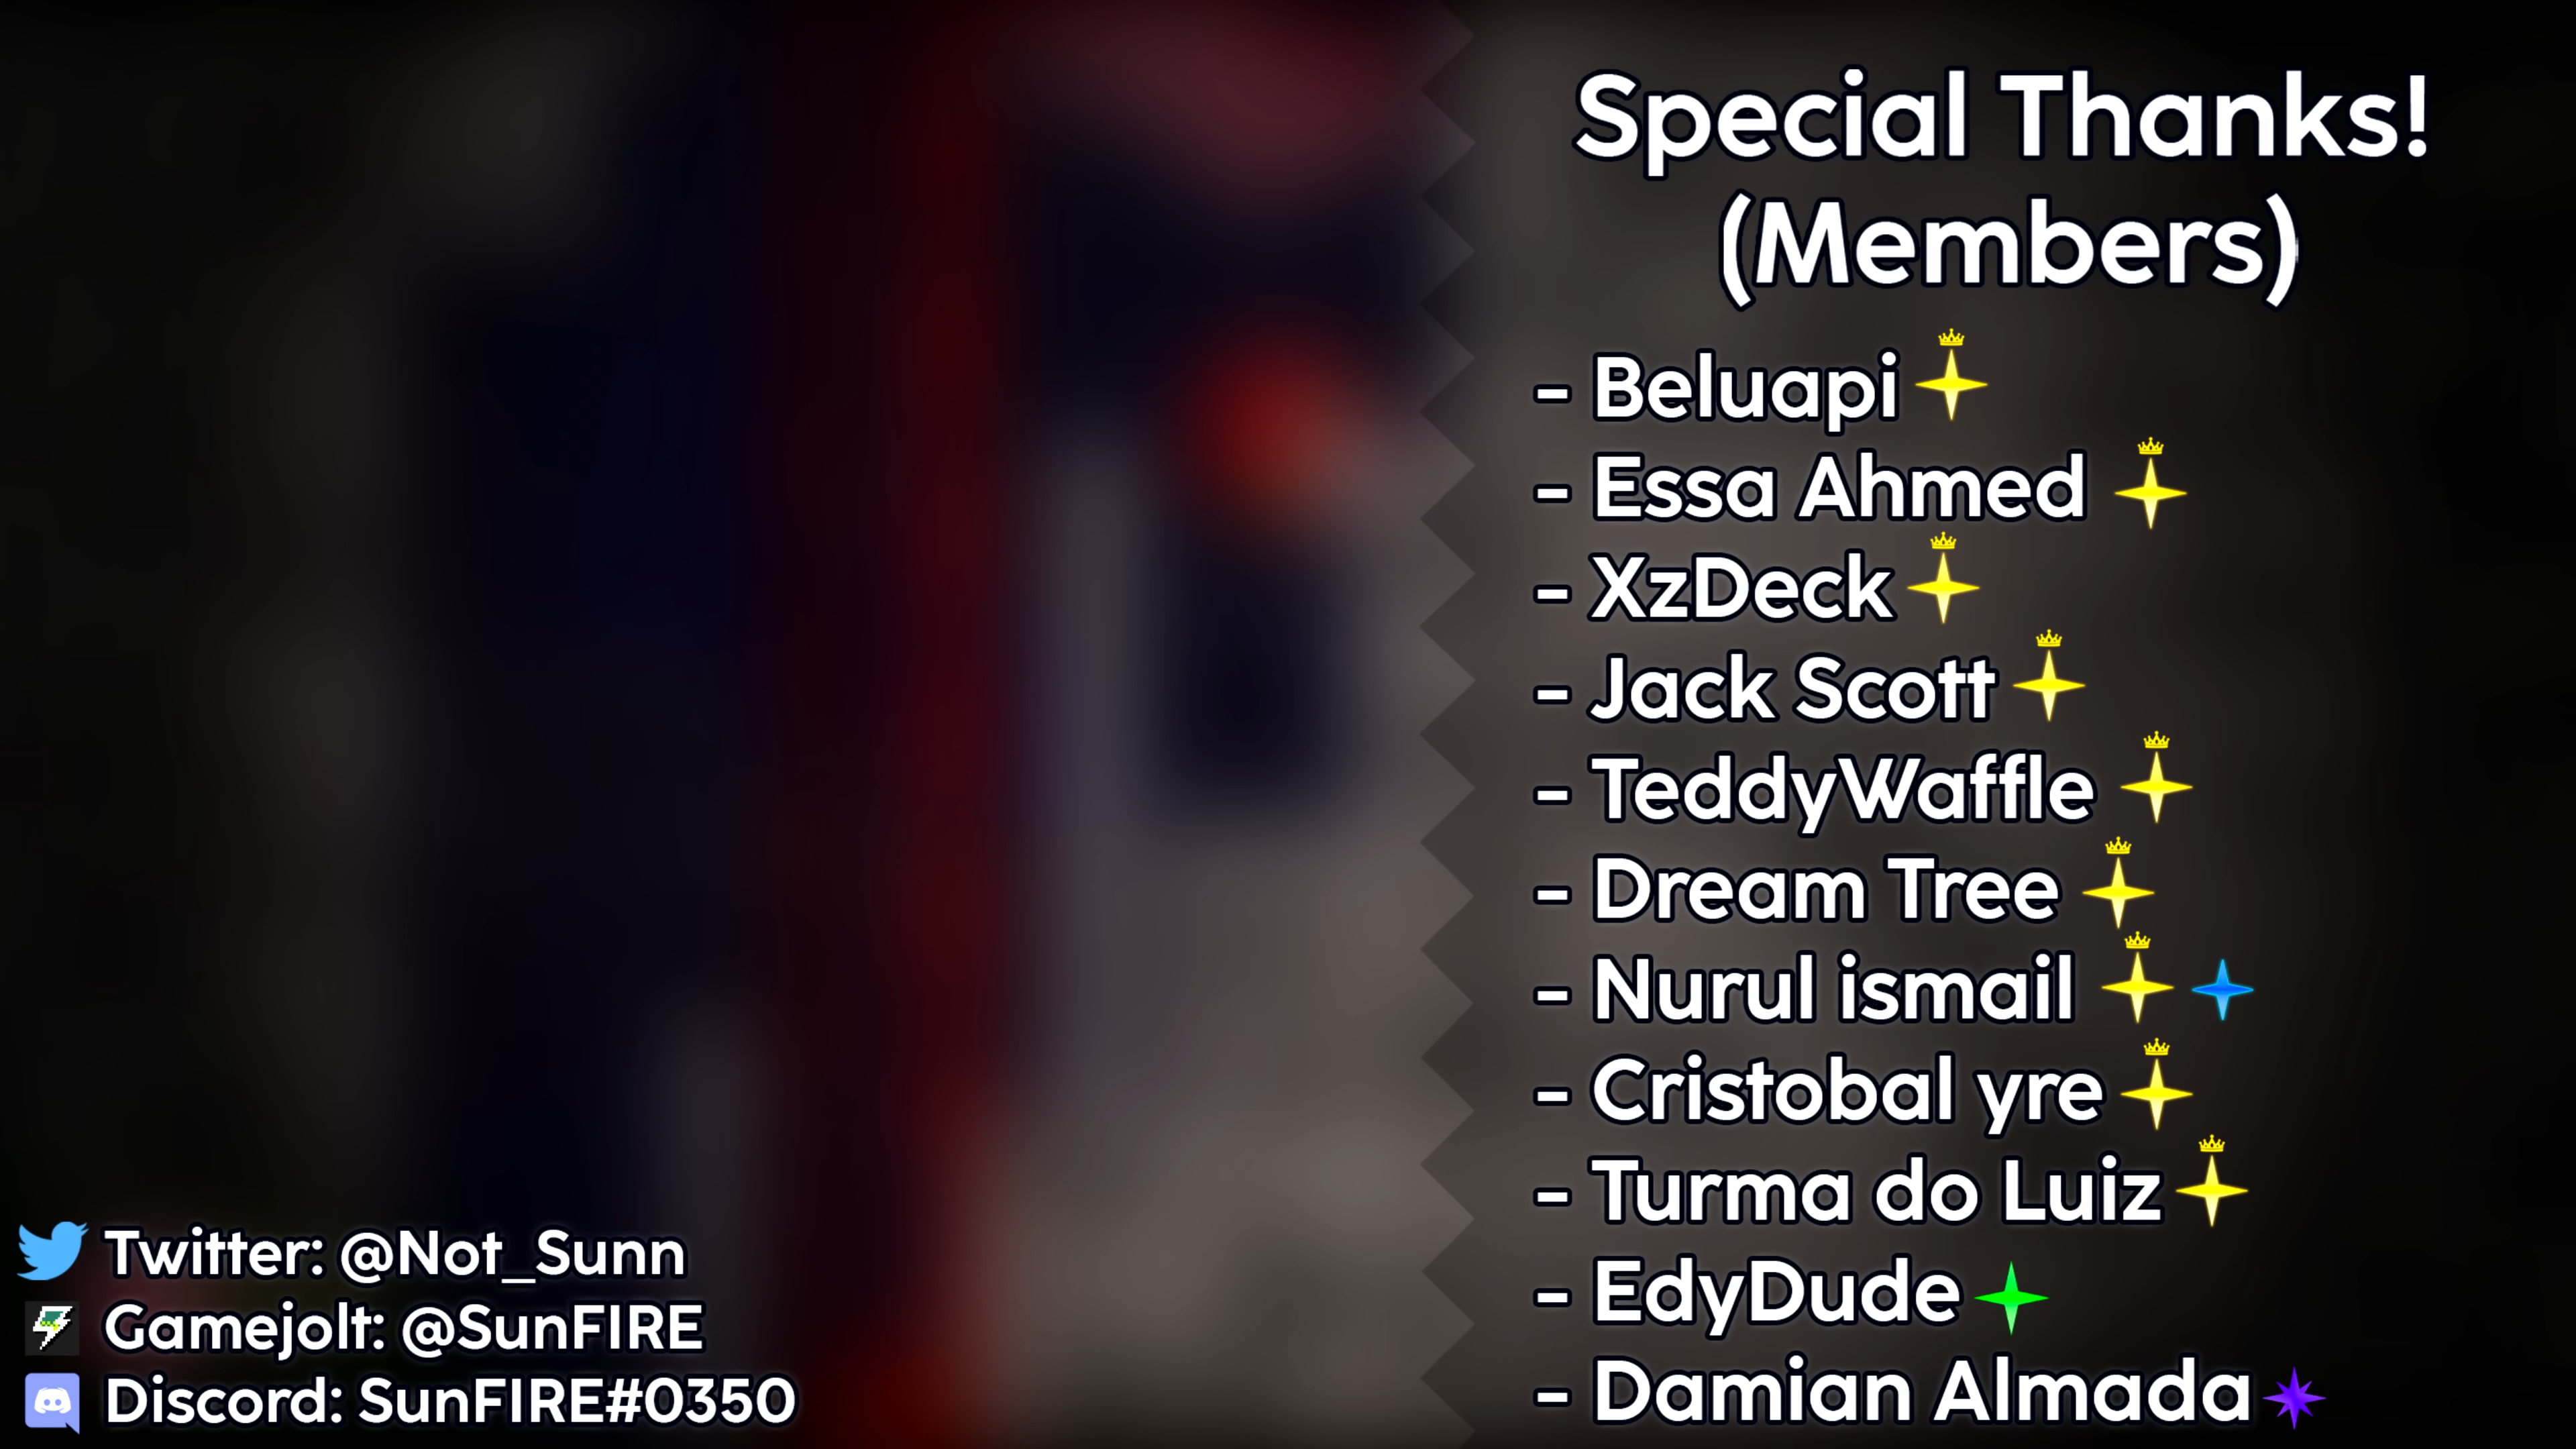 Special Thanks!
(Members)
- Beluapi
- Essa Ahmed
- XzDeck
- Jack Scott
- TeddyWaffle
- Dream Tree
- Nurul ismail
- Cristobal yre
- Turma do Luiz
- EdyDude
- Damian Almada
Twitter: @Not_Sunn
Gamejolt: @SunFIRE
Discord: SunFIRE#0350